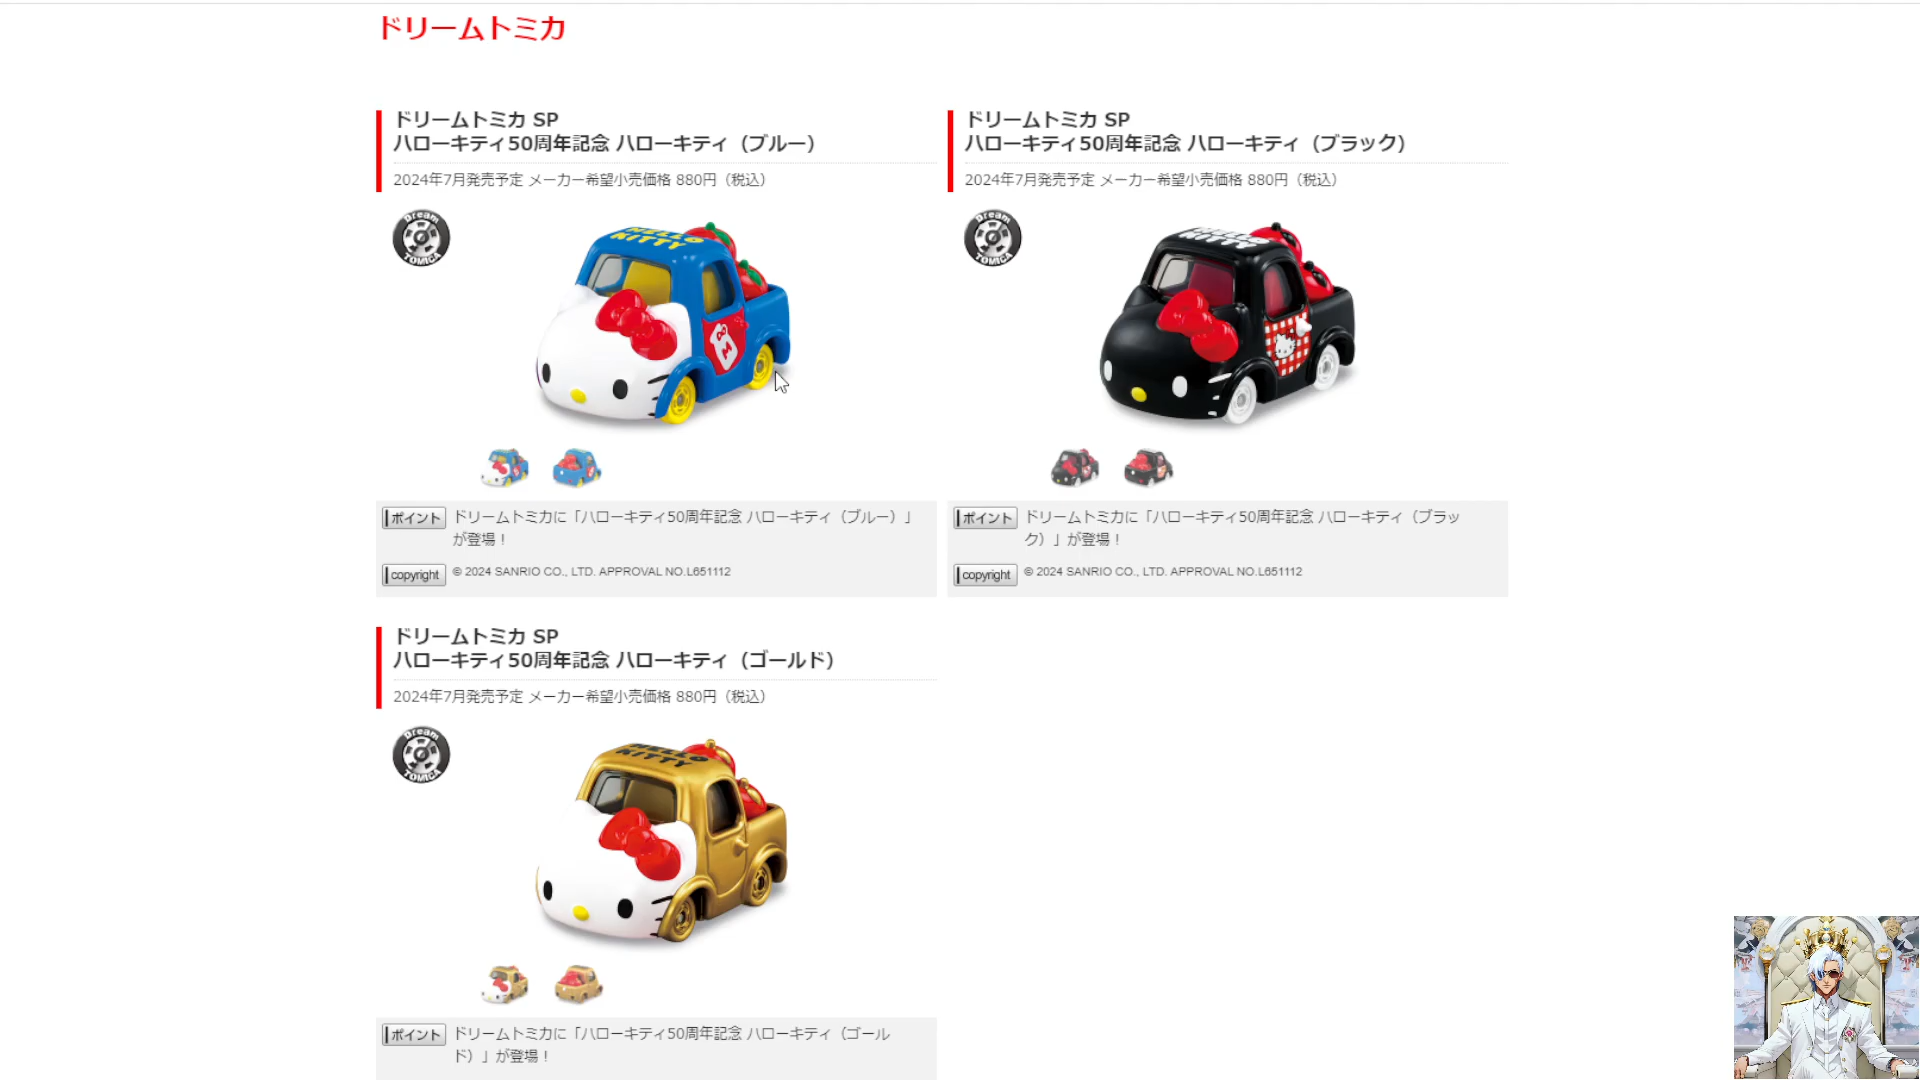 ドリームトミカ
ドリームトミカ SP
ハローキティ50周年記念 ハローキティ（ブルー）
2024年7月発売予定 メーカー希望小売価格 880円（税込）
Dream
TOMICA
HELLO
KITTY
ポイント ドリームトミカに「ハローキティ50周年記念 ハローキティ（ブルー）」
が登場！
copyright © 2024 SANRIO CO., LTD. APPROVAL NO.L651112
ドリームトミカ SP
ハローキティ50周年記念 ハローキティ（ブラック）
2024年7月発売予定 メーカー希望小売価格 880円（税込）
Dream
TOMICA
HELLO
KITTY
ポイント ドリームトミカに「ハローキティ50周年記念 ハローキティ（ブラッ
ク）」が登場！
copyright © 2024 SANRIO CO., LTD. APPROVAL NO.L651112
ドリームトミカ SP
ハローキティ50周年記念 ハローキティ（ゴールド）
2024年7月発売予定 メーカー希望小売価格 880円（税込）
Dream
TOMICA
HELLO
KITTY
ポイント ドリームトミカに「ハローキティ50周年記念 ハローキティ（ゴール
ド）」が登場！